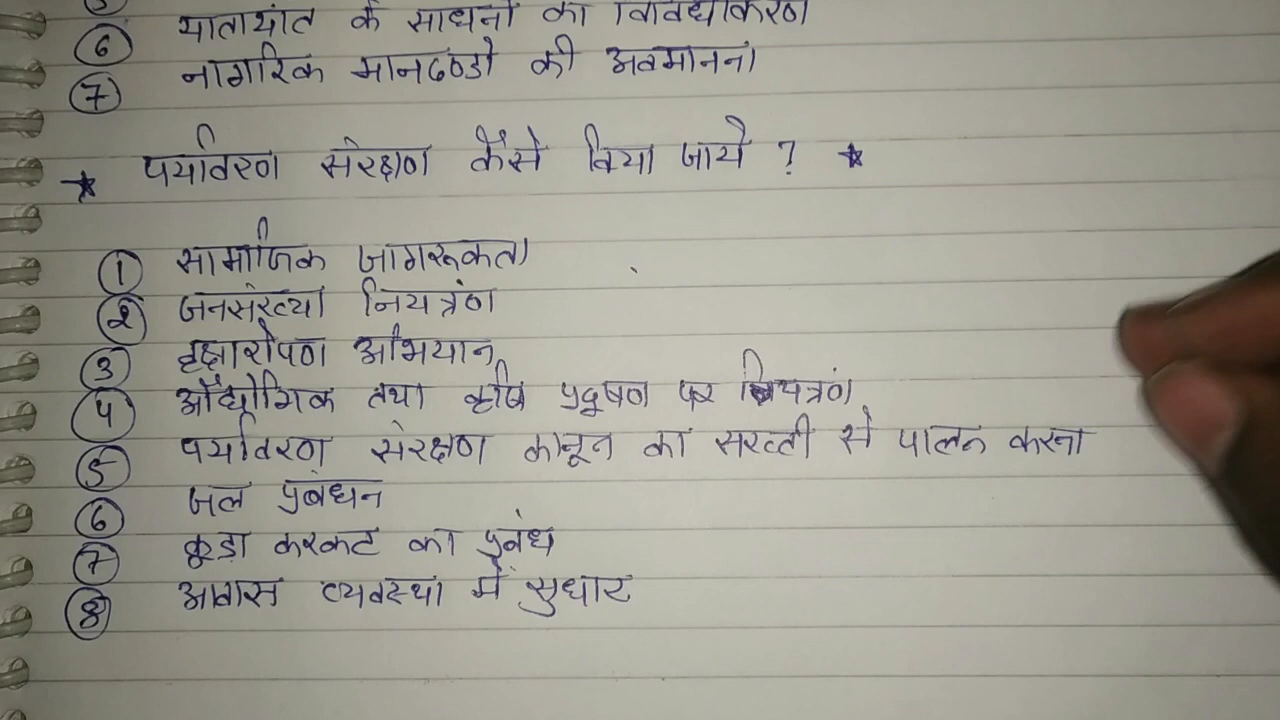 ⑥ यातायात के साधनो का विविधीकरण
⑦ नागरिक मानदण्डो की अवमानना
★ पर्यावरण संरक्षण कैसे किया जाये ? ★
① सामाजिक जागरूकता
② जनसंख्या नियत्रंण
③ वृक्षारोपण अभियान
④ औद्योगिक तथा कृषि प्रदूषण पर नियत्रंण
⑤ पर्यावरण संरक्षण कानून का सख्ती से पालन करना
⑥ जल प्रबंधन
⑦ कूडा करकट का प्रबंध
⑧ आवास व्यवस्था में सुधार